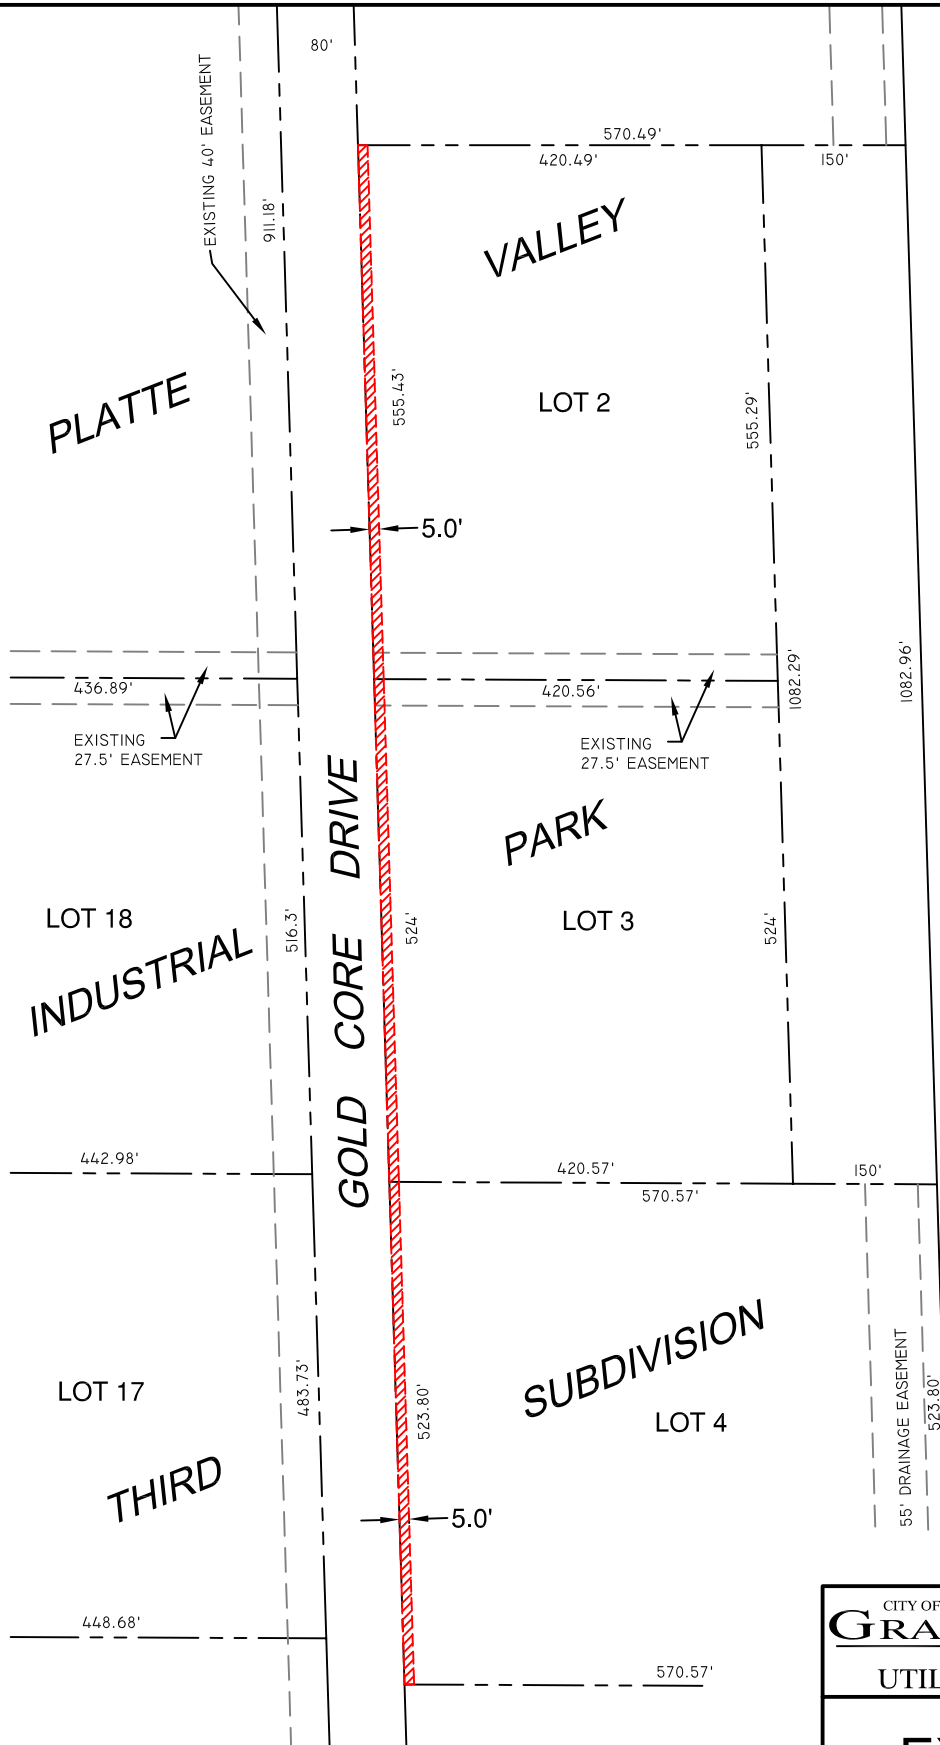 80'
EXISTING 40' EASEMENT
911.18'
570.49'
420.49'
150'
VALLEY
PLATTE
555.43'
LOT 2
555.29'
5.0'
436.89'
420.56'
1082.29'
1082.96'
EXISTING
27.5' EASEMENT
EXISTING
27.5' EASEMENT
GOLD CORE DRIVE
PARK
LOT 18
516.3'
524'
LOT 3
524'
INDUSTRIAL
442.98'
420.57'
150'
570.57'
SUBDIVISION
LOT 17
483.73'
523.80'
LOT 4
55' DRAINAGE EASEMENT
523.80'
THIRD
5.0'
448.68'
570.57'
CITY OF
GRA
UTIL